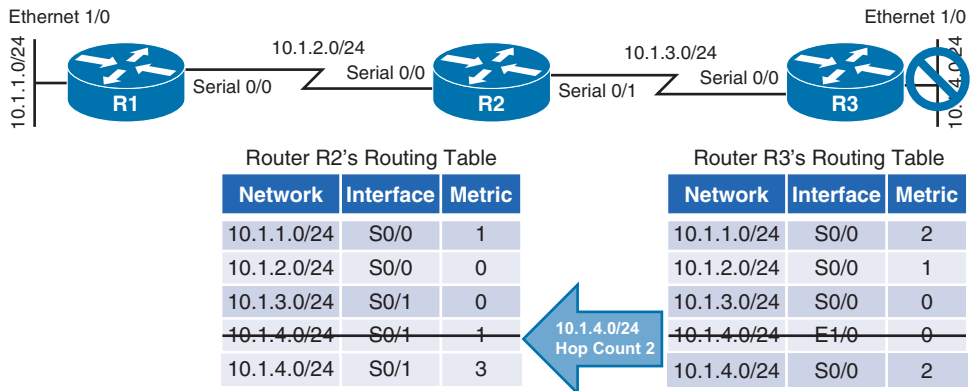 Ethernet 1/0
Ethernet 1/0
10.1.1.0/24
10.1.2.0/24
10.1.3.0/24
10.1.4.0/24
Serial 0/0
Serial 0/0
Serial 0/1
Serial 0/0
R1
R2
R3
Router R2's Routing Table
Network Interface Metric
10.1.1.0/24 S0/0 1
10.1.2.0/24 S0/0 0
10.1.3.0/24 S0/1 0
10.1.4.0/24 S0/1 1
10.1.4.0/24 S0/1 3
10.1.4.0/24
Hop Count 2
Router R3's Routing Table
Network Interface Metric
10.1.1.0/24 S0/0 2
10.1.2.0/24 S0/0 1
10.1.3.0/24 S0/0 0
10.1.4.0/24 E1/0 0
10.1.4.0/24 S0/0 2